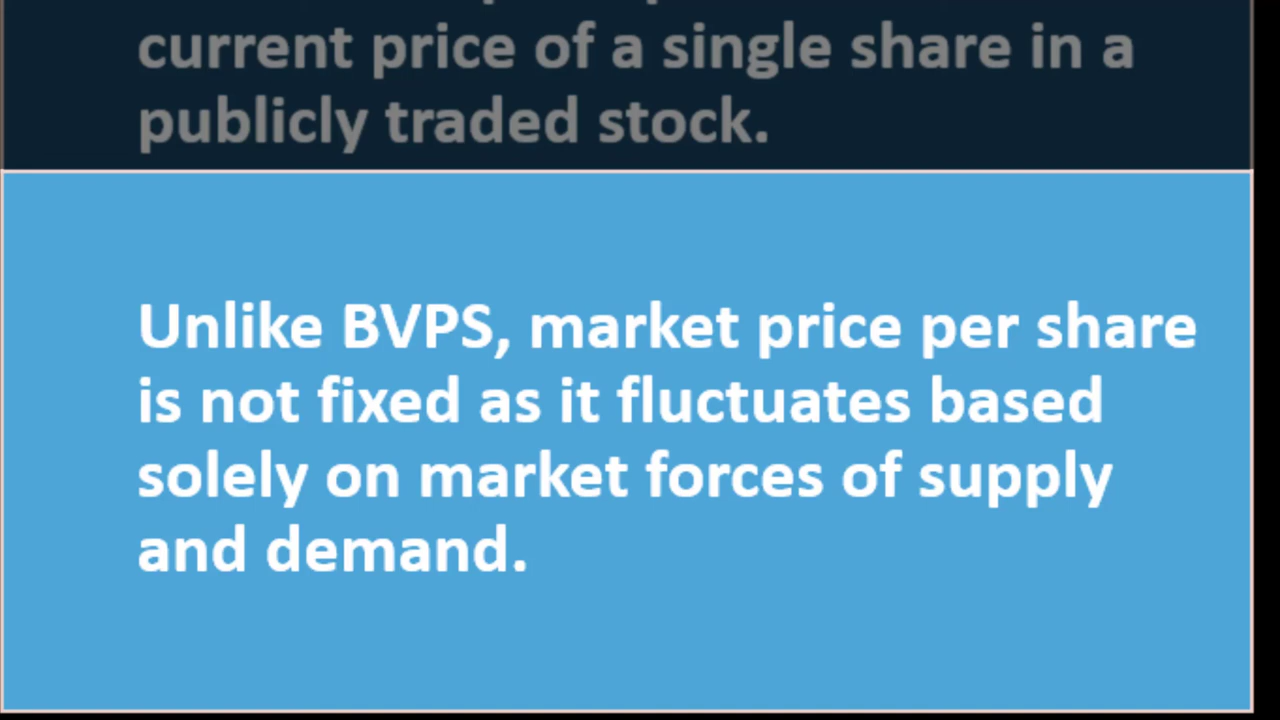 current price of a single share in a
publicly traded stock.
Unlike BVPS, market price per share
is not fixed as it fluctuates based
solely on market forces of supply
and demand.